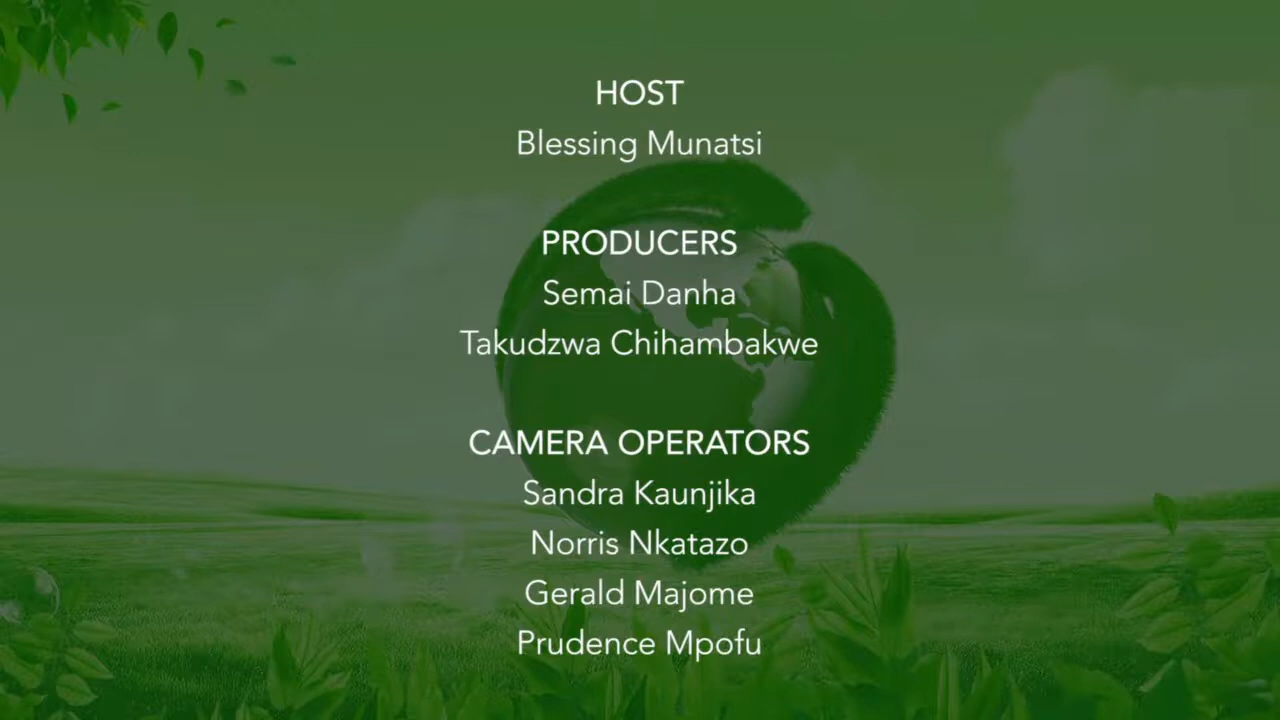 HOST
Blessing Munatsi
PRODUCERS
Semai Danha
Takudzwa Chihambakwe
CAMERA OPERATORS
Sandra Kaunjika
Norris Nkatazo
Gerald Majome
Prudence Mpofu